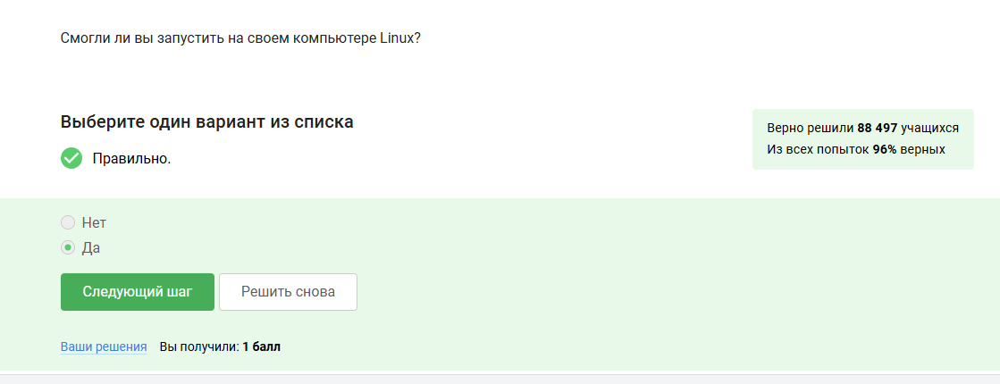 Смогли ли вы запустить на своем компьютере Linux?
Выберите один вариант из списка
Верно решили 88 497 учащихся
Из всех попыток 96% верных
Правильно.
Нет
Да
Следующий шаг Решить снова
Ваши решения Вы получили: 1 балл